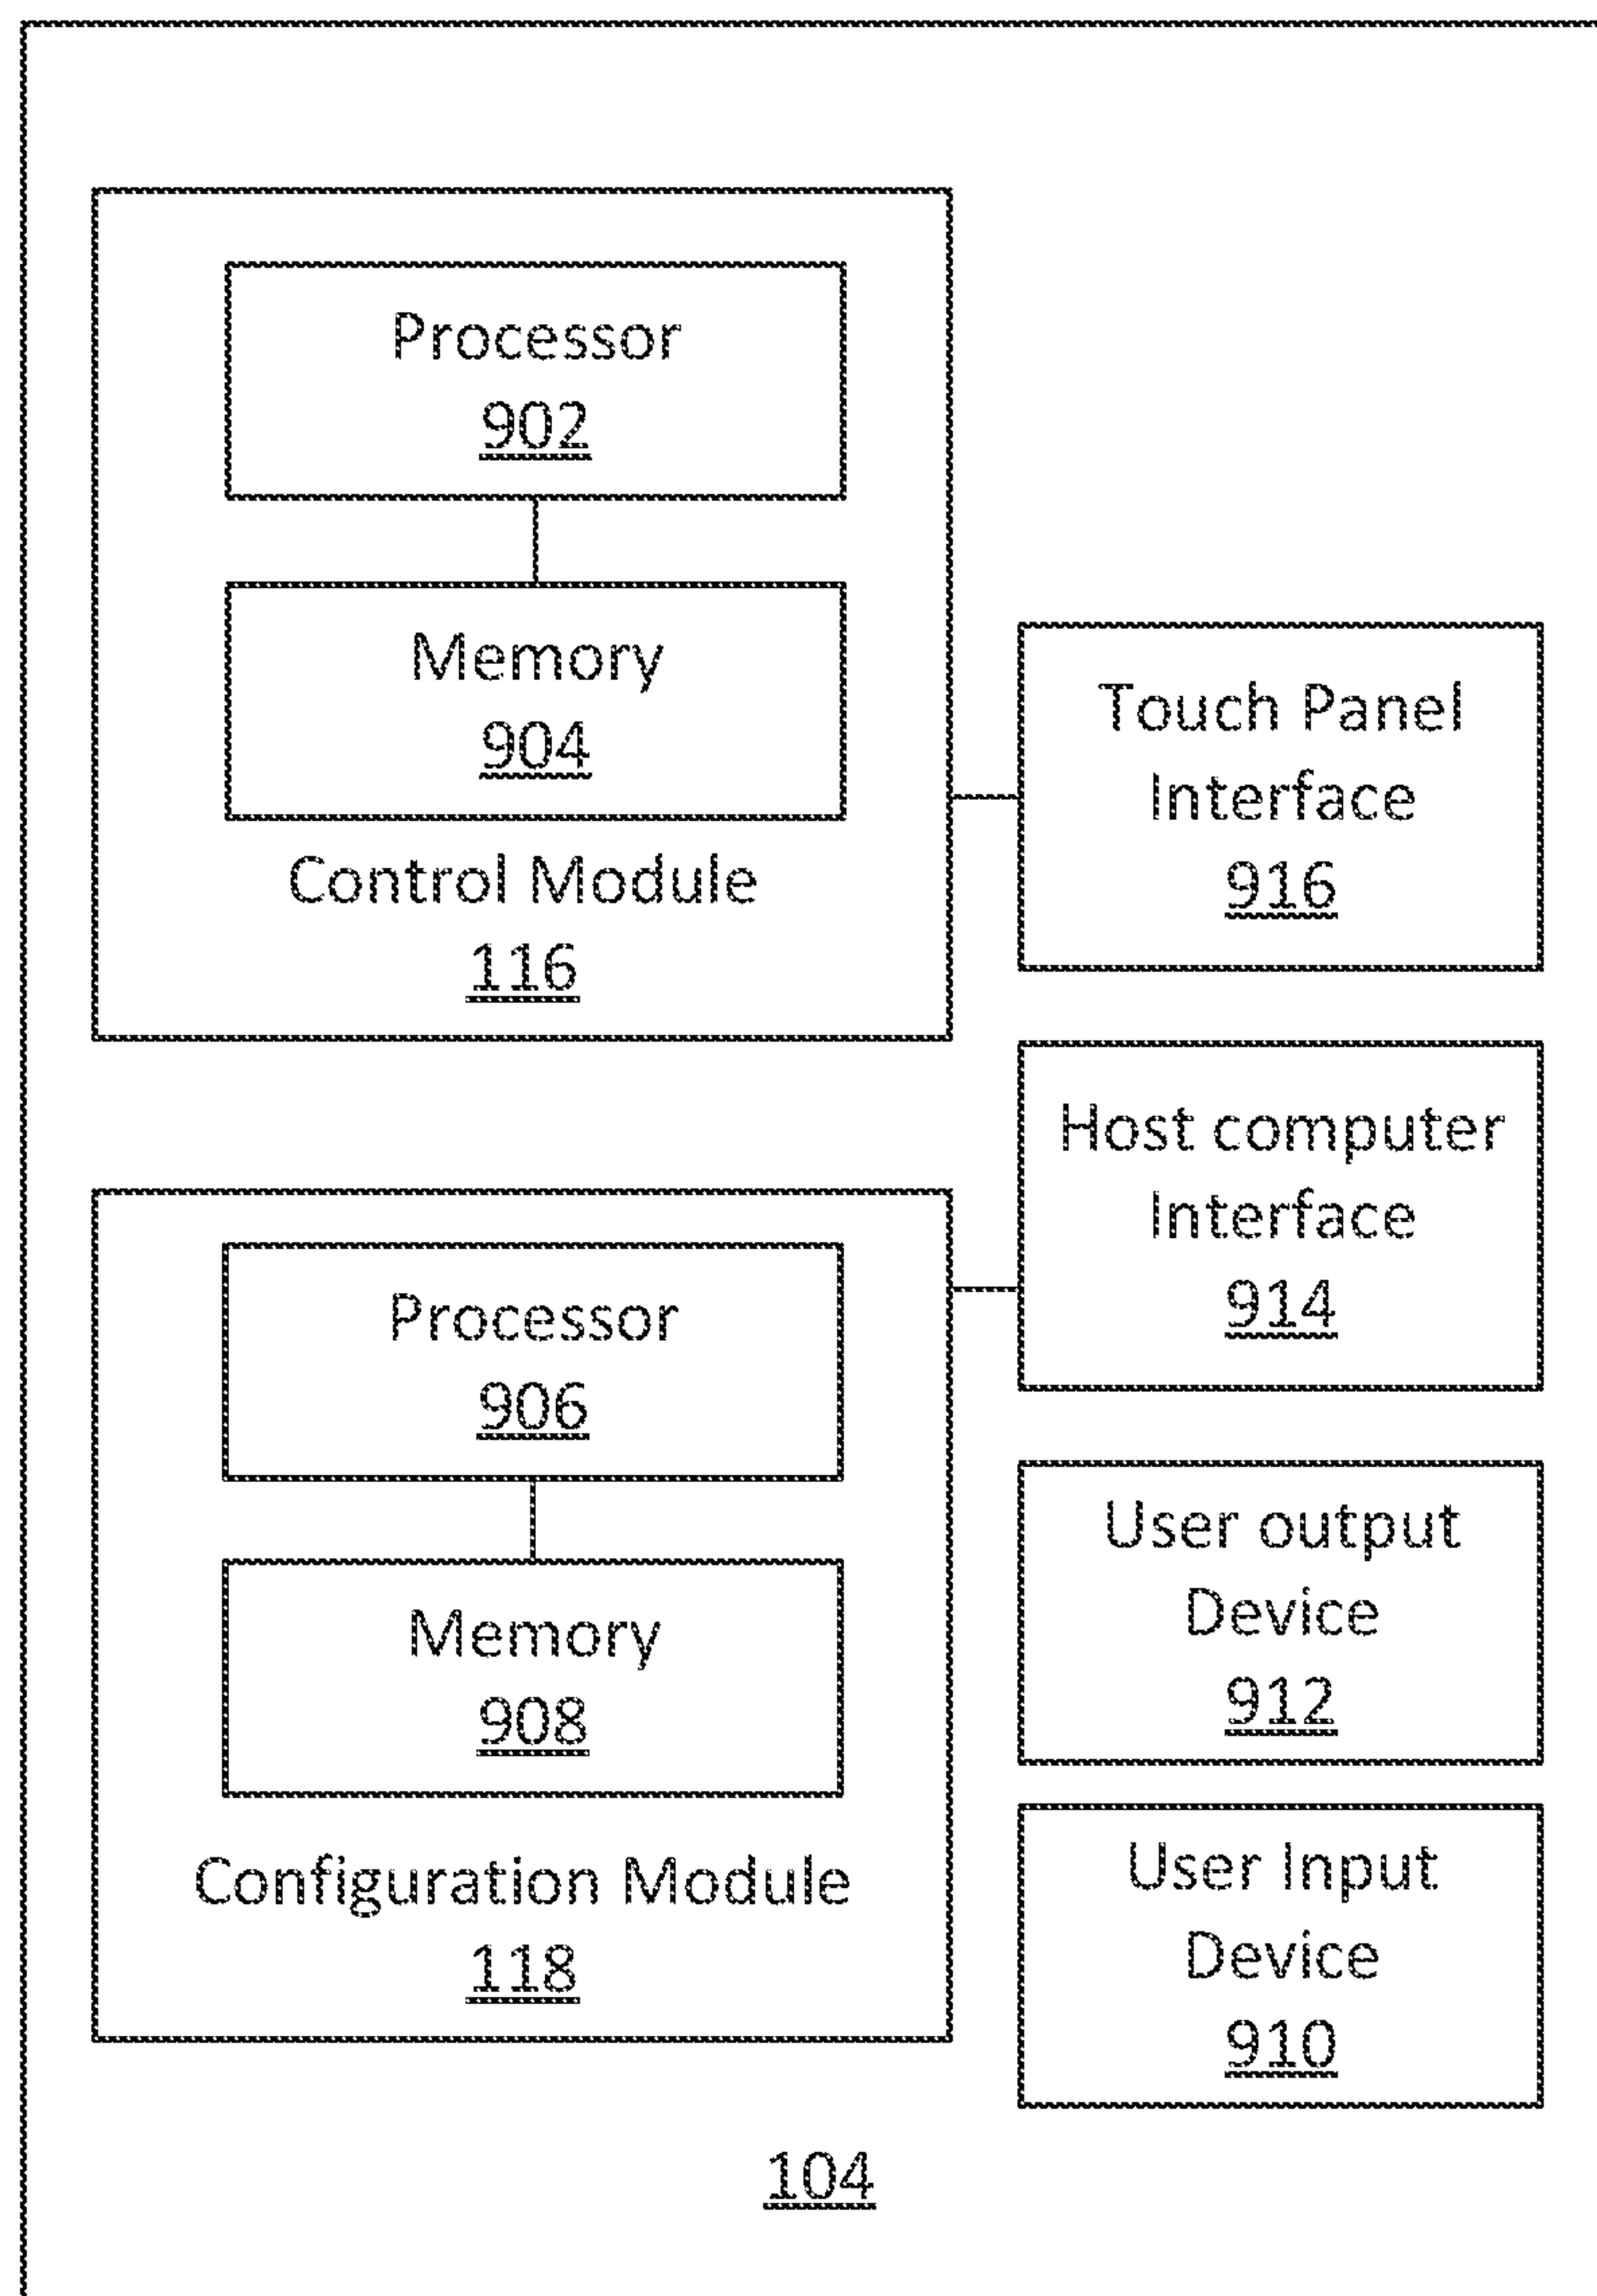 Processor
902
Memory
904
Control Module
116
Touch Panel
Interface
916
Host computer
Interface
914
Processor
906
Memory
908
Configuration Module
118
User output
Device
912
User Input
Device
910
104